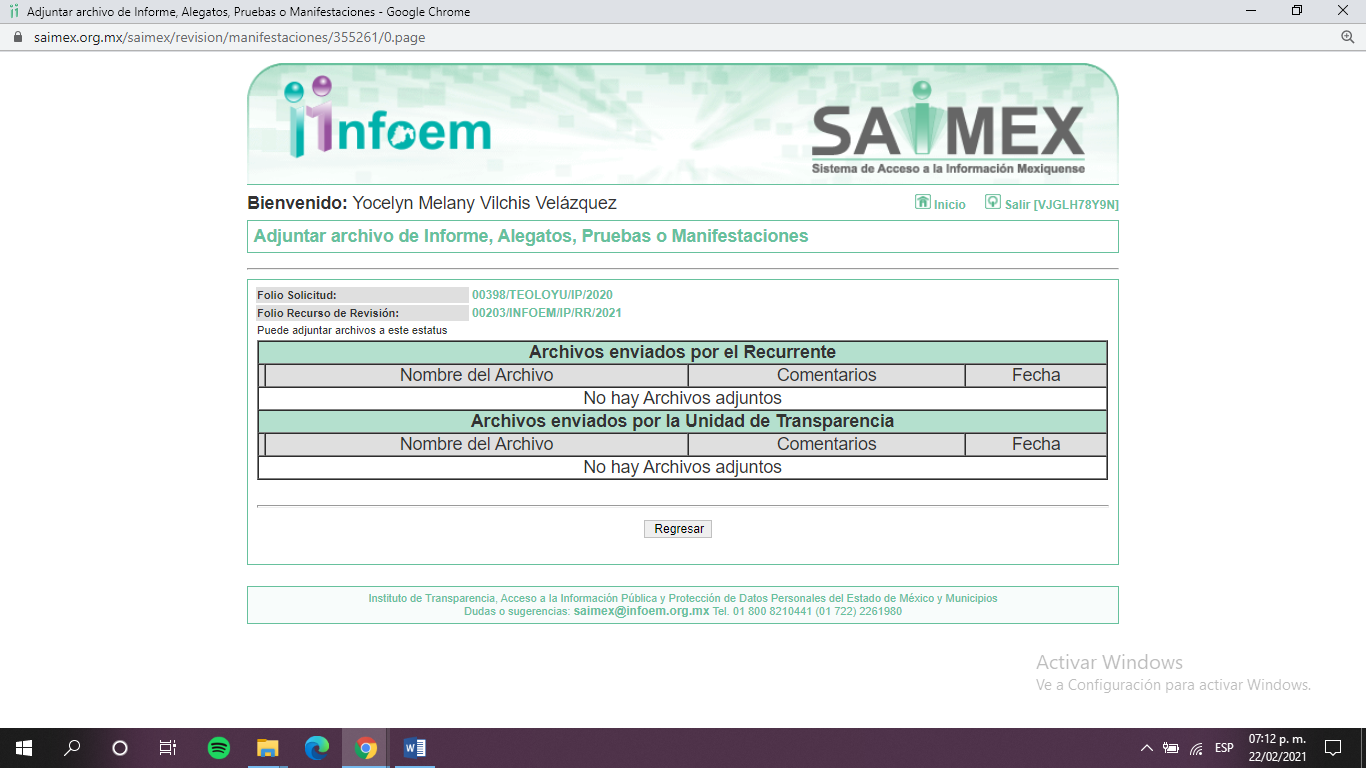 Adjuntar archivo de Informe, Alegatos, Pruebas o Manifestaciones - Google Chrome
saimex.org.mx/saimex/revision/manifestaciones/355261/0.page
infoem
SAIMEX
Sistema de Acceso a la Información Mexiquense
Bienvenido: Yocelyn Melany Vilchis Velázquez
Inicio Salir [VJGLH78Y9N]
Adjuntar archivo de Informe, Alegatos, Pruebas o Manifestaciones
Folio Solicitud: 00398/TEOLOYU/IP/2020
Folio Recurso de Revisión: 00203/INFOEM/IP/RR/2021
Puede adjuntar archivos a este estatus
Archivos enviados por el Recurrente
Nombre del Archivo Comentarios Fecha
No hay Archivos adjuntos
Archivos enviados por la Unidad de Transparencia
Nombre del Archivo Comentarios Fecha
No hay Archivos adjuntos
Regresar
Instituto de Transparencia, Acceso a la Información Pública y Protección de Datos Personales del Estado de México y Municipios
Dudas o sugerencias: saimex@infoem.org.mx Tel. 01 800 8210441 (01 722) 2261980
Activar Windows
Ve a Configuración para activar Windows.
ESP
07:12 p. m.
22/02/2021